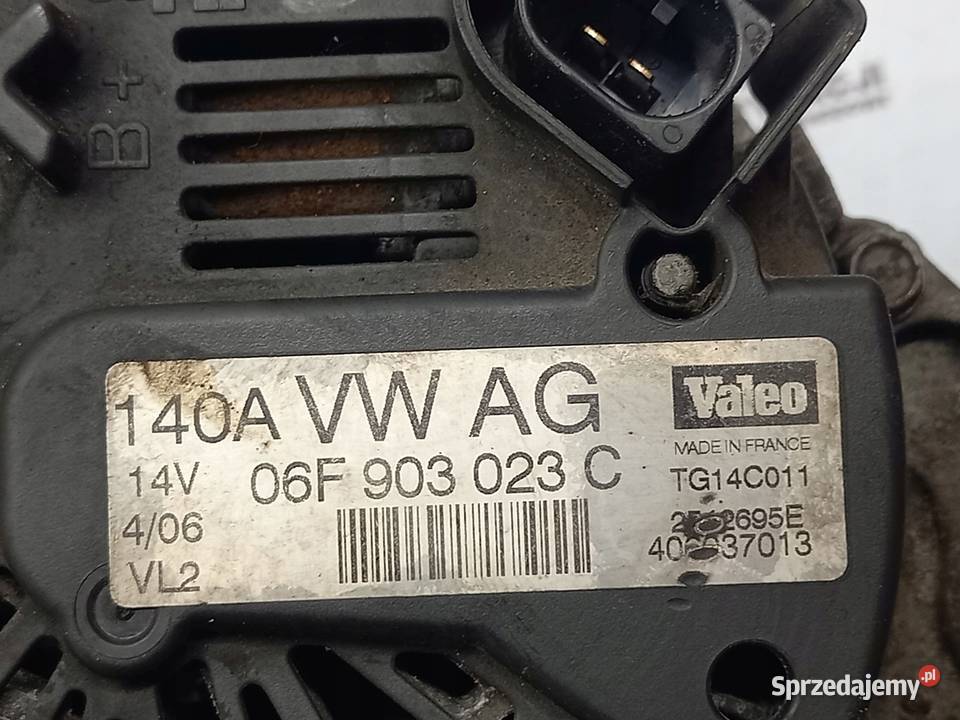 B+
140A VW AG
Valeo
MADE IN FRANCE
14V
06F 903 023 C
TG14C011
4/06
VL2
Sprzedajemy.pl